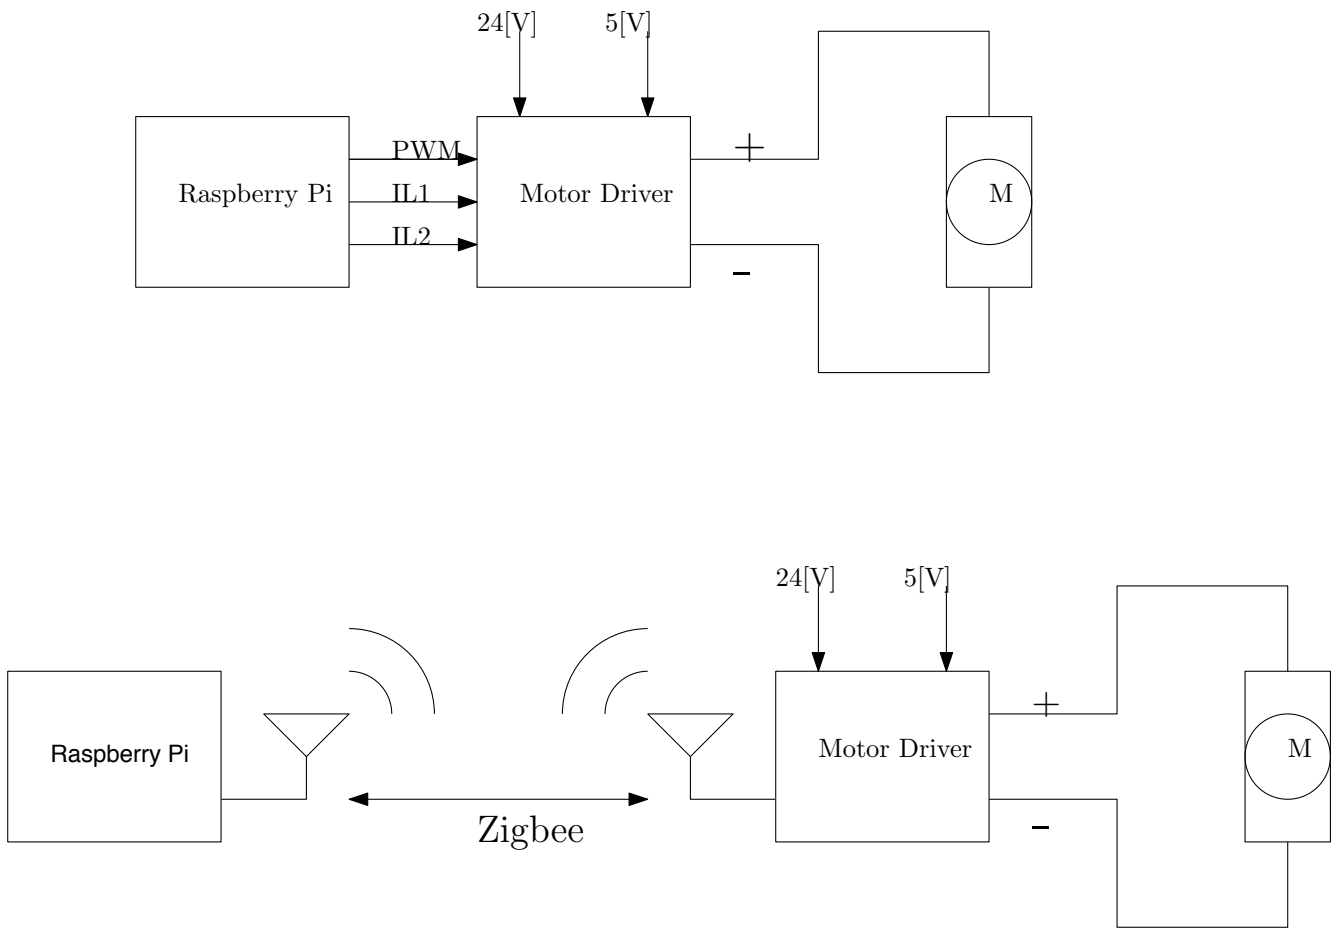 24[V] 5[V]
+
PWM
Raspberry Pi IL1 Motor Driver M
IL2
-
24[V] 5[V]
+
Raspberry Pi Motor Driver M
Zigbee -